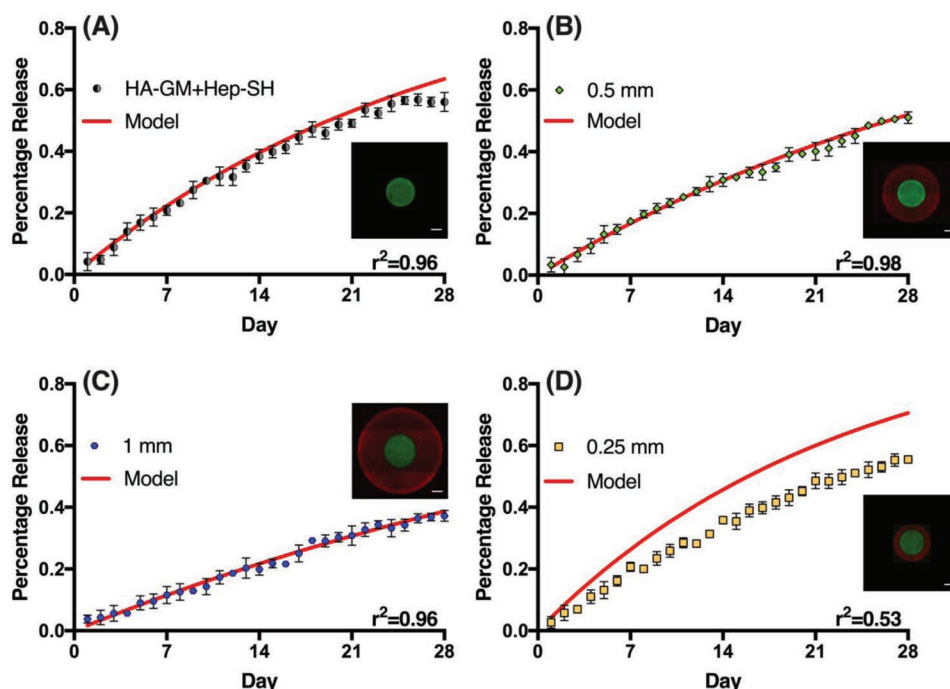 (A)
Percentage Release
0.8
0.6
0.4
0.2
0.0
HA-GM+Hep-SH
Model
r²=0.96
0 7 14 21 28
Day
(B)
Percentage Release
0.8
0.6
0.4
0.2
0.0
0.5 mm
Model
r²=0.98
0 7 14 21 28
Day
(C)
Percentage Release
0.8
0.6
0.4
0.2
0.0
1 mm
Model
r²=0.96
0 7 14 21 28
Day
(D)
Percentage Release
0.8
0.6
0.4
0.2
0.0
0.25 mm
Model
r²=0.53
0 7 14 21 28
Day